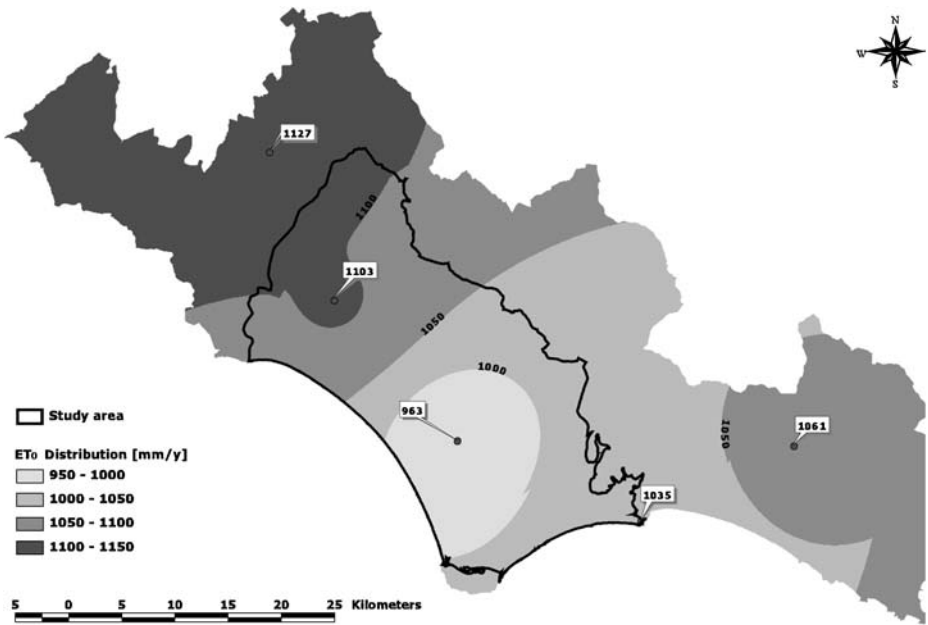 N
W E
S
1127
1100
1103
1050
1000
963
1050
1061
1035
Study area
ET0 Distribution [mm/y]
950 - 1000
1000 - 1050
1050 - 1100
1100 - 1150
5 0 5 10 15 20 25 Kilometers